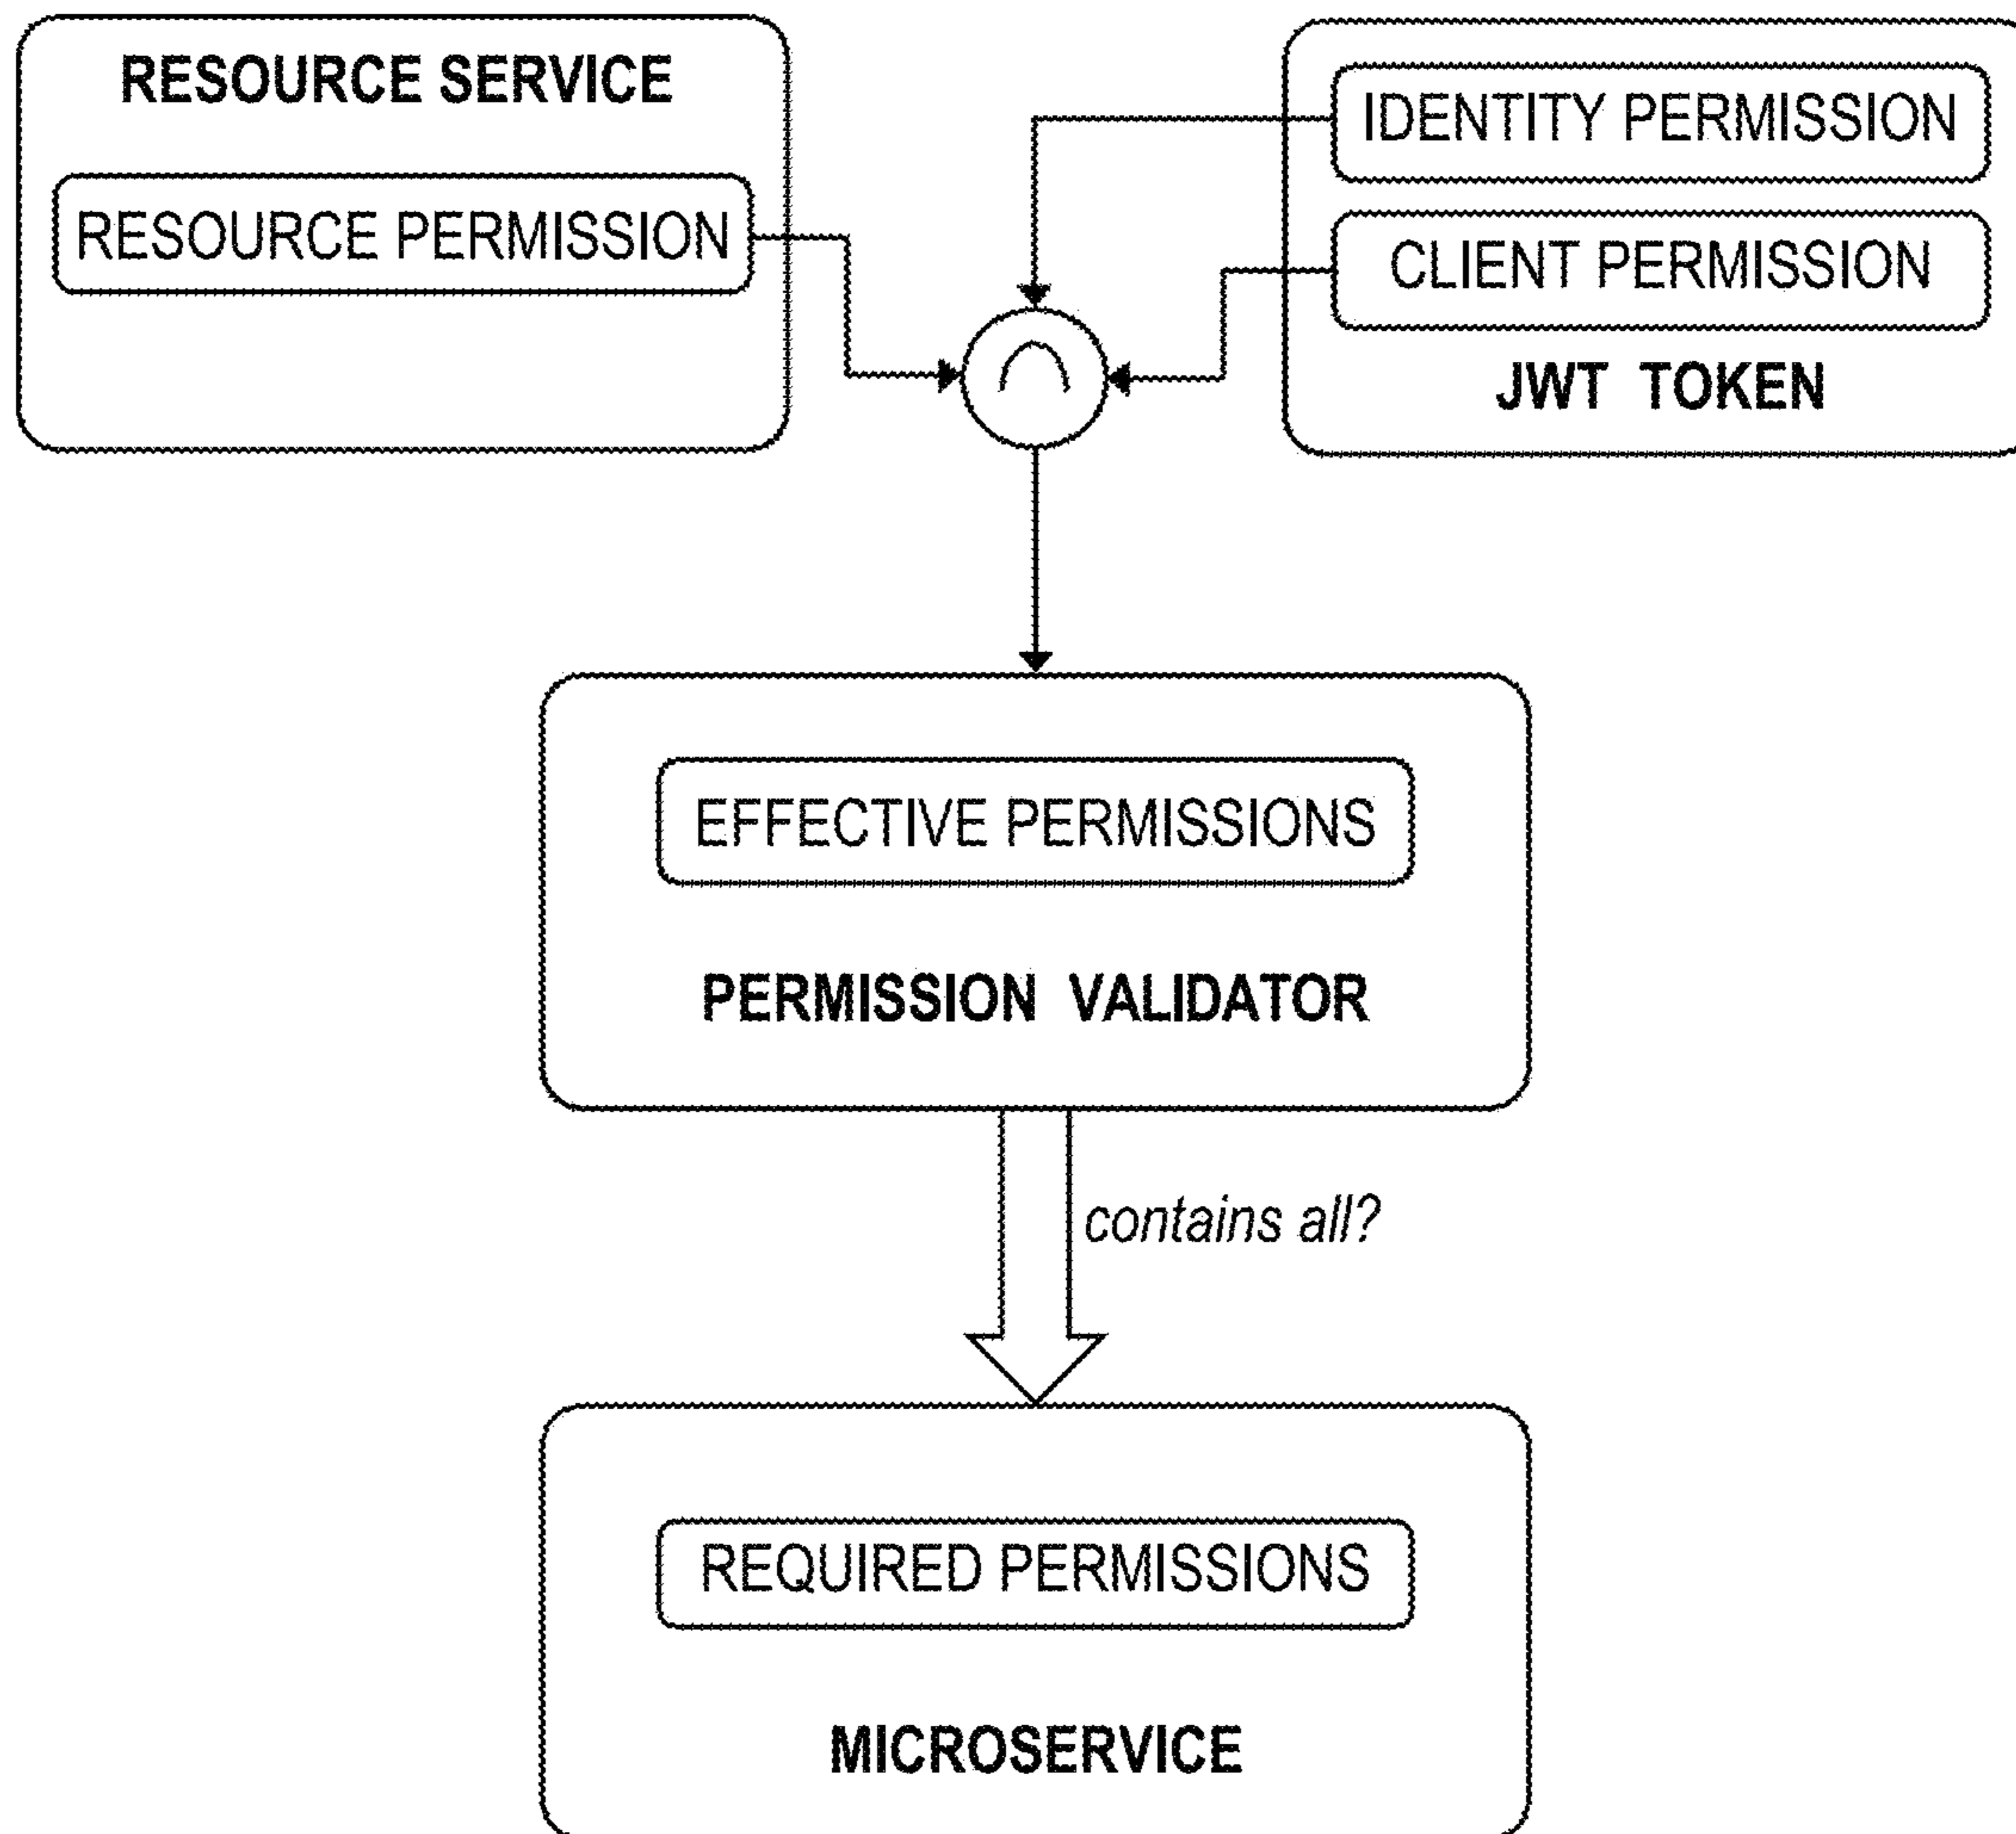 RESOURCE SERVICE
RESOURCE PERMISSION
IDENTITY PERMISSION
CLIENT PERMISSION
JWT TOKEN
EFFECTIVE PERMISSIONS
PERMISSION VALIDATOR
contains all?
REQUIRED PERMISSIONS
MICROSERVICE